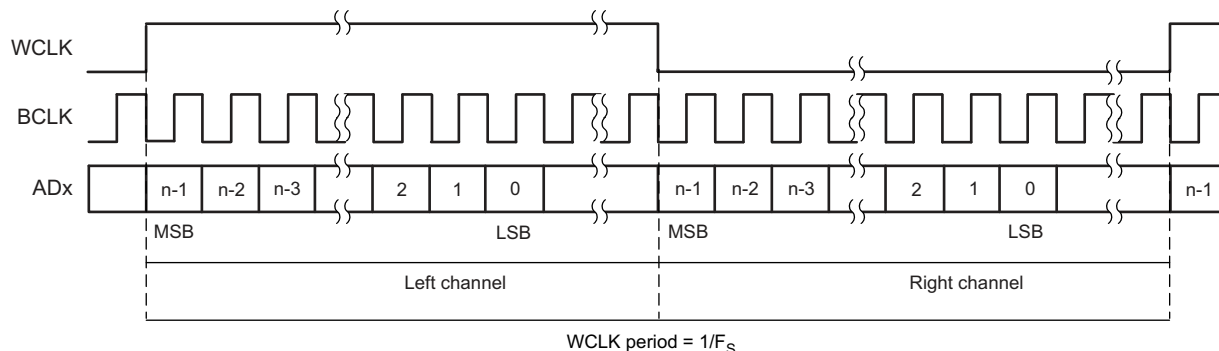 WCLK
BCLK
ADx
n-1 n-2 n-3 2 1 0 n-1 n-2 n-3 2 1 0 n-1
MSB LSB MSB LSB
Left channel Right channel
WCLK period = 1/FS